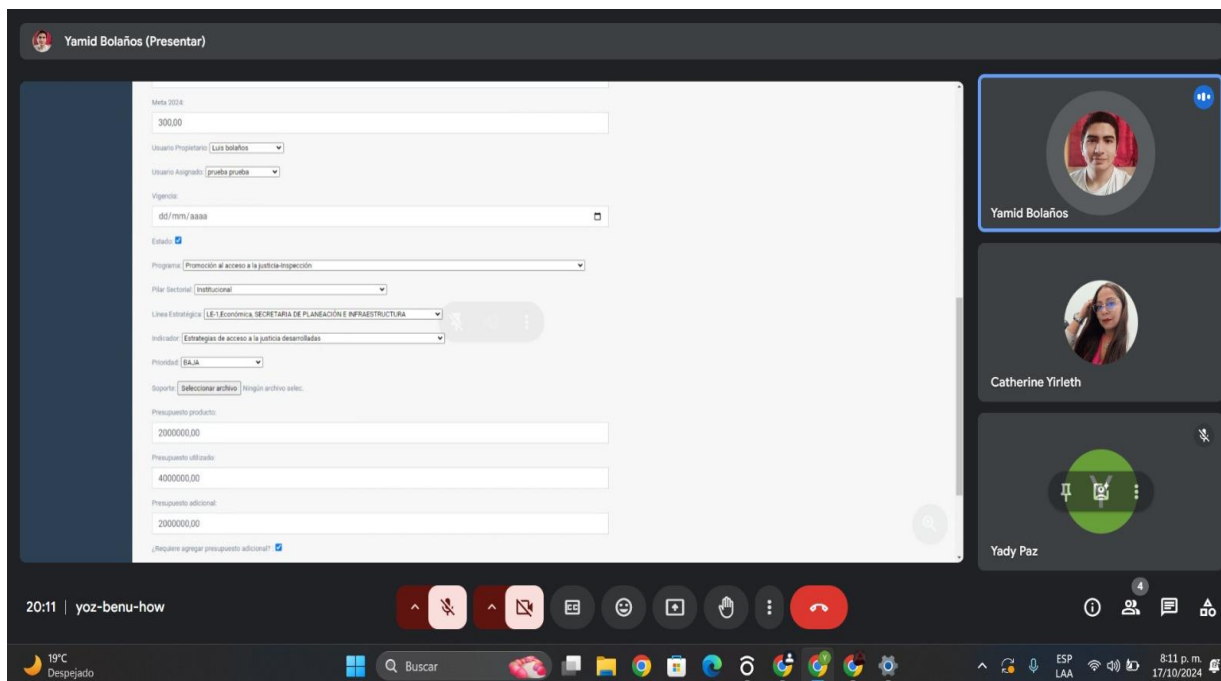 Yamid Bolaños (Presentar)
Meta 2024:
300,00
Usuario Propietario: Luis bolaños
Usuario Asignado: prueba prueba
Vigencia:
dd/mm/aaaa
Estado:
Programa: Promoción al acceso a la justicia-Inspección
Pilar Sectorial: Institucional
Línea Estratégica: LE-1,Económica, SECRETARIA DE PLANEACIÓN E INFRAESTRUCTURA
Indicador: Estrategias de acceso a la justicia desarrolladas
Prioridad: BAJA
Soporte: Seleccionar archivo Ningún archivo selec.
Presupuesto producto:
2000000,00
Presupuesto utilizado:
4000000,00
Presupuesto adicional:
2000000,00
¿Requiere agregar presupuesto adicional?:
Yamid Bolaños
Catherine Yirleth
Y
Yady Paz
20:11 | yoz-benu-how
4
19°C
Despejado
Buscar
ESP
LAA
8:11 p. m.
17/10/2024